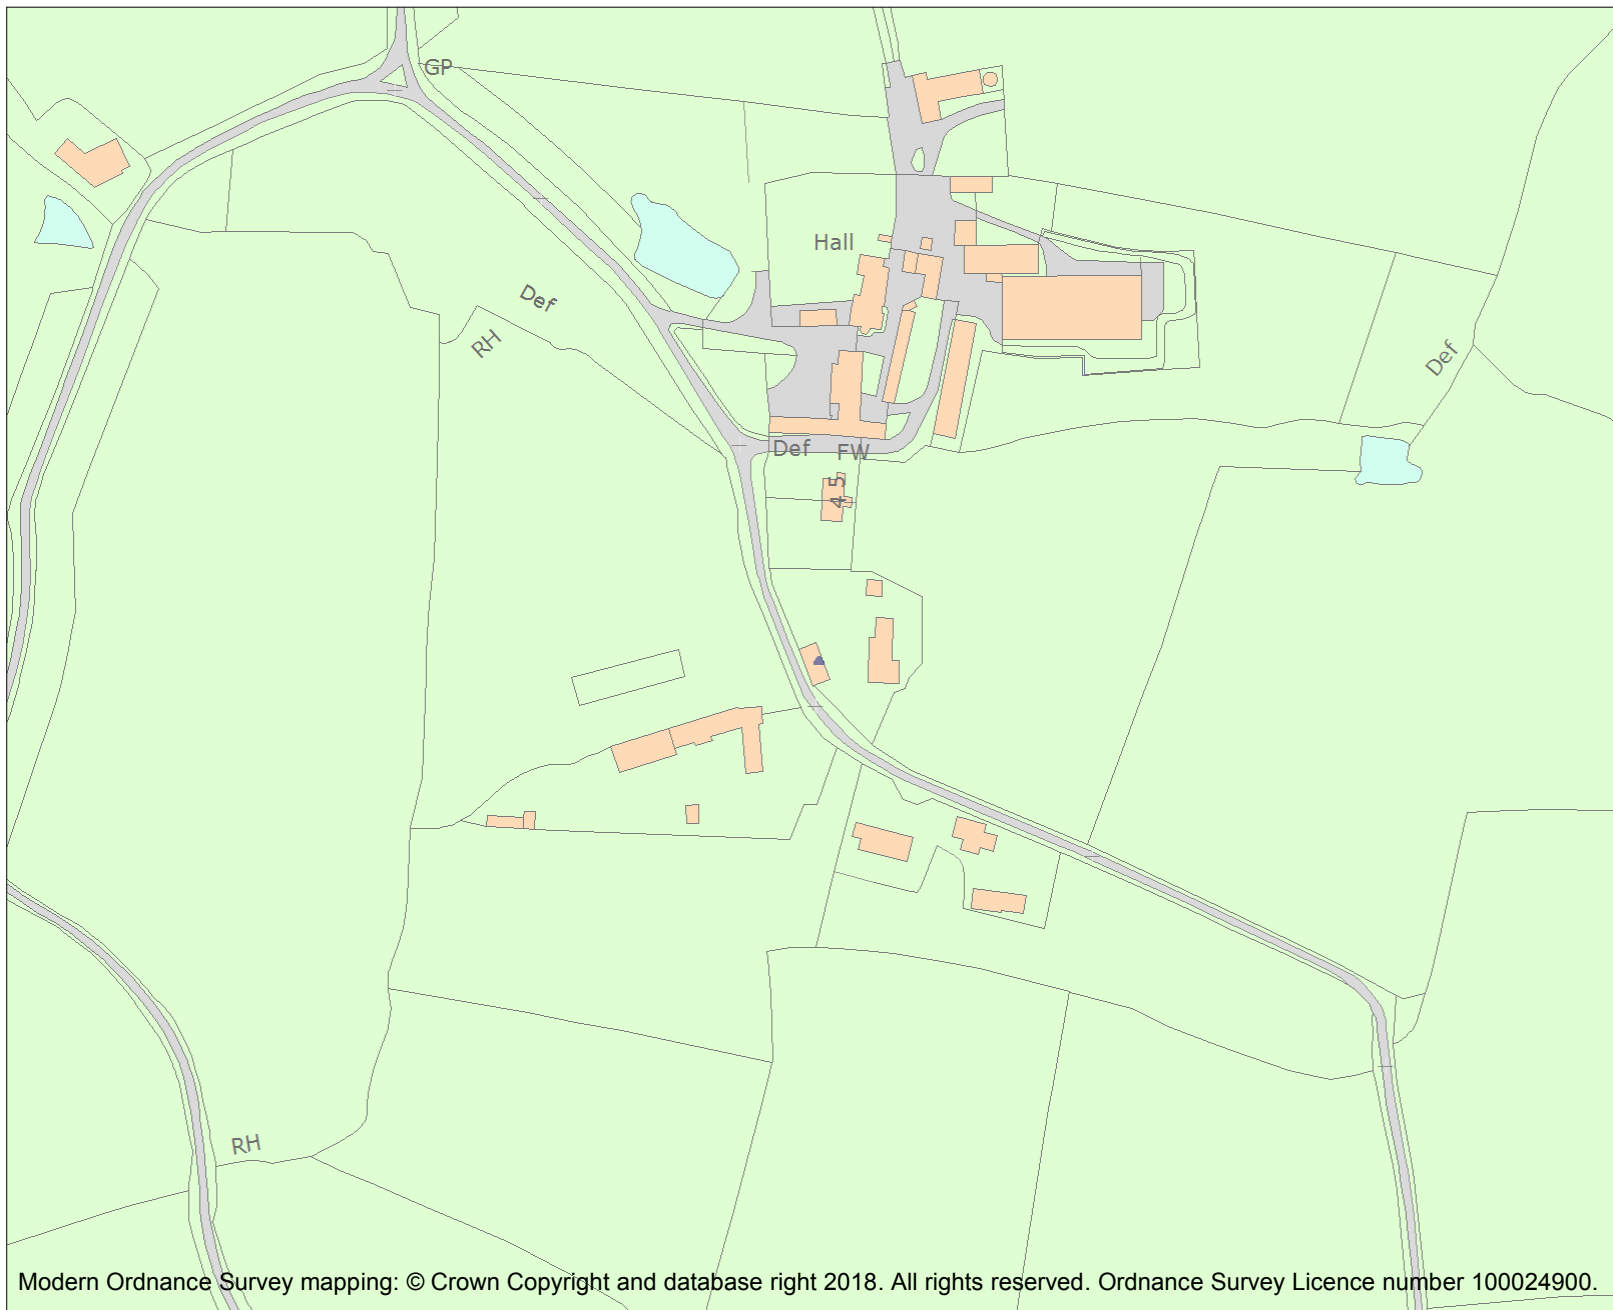 GP
Hall
Def
RH
Def
Def
FW
4 5
RH
Modern Ordnance Survey mapping: © Crown Copyright and database right 2018. All rights reserved. Ordnance Survey Licence number 100024900.